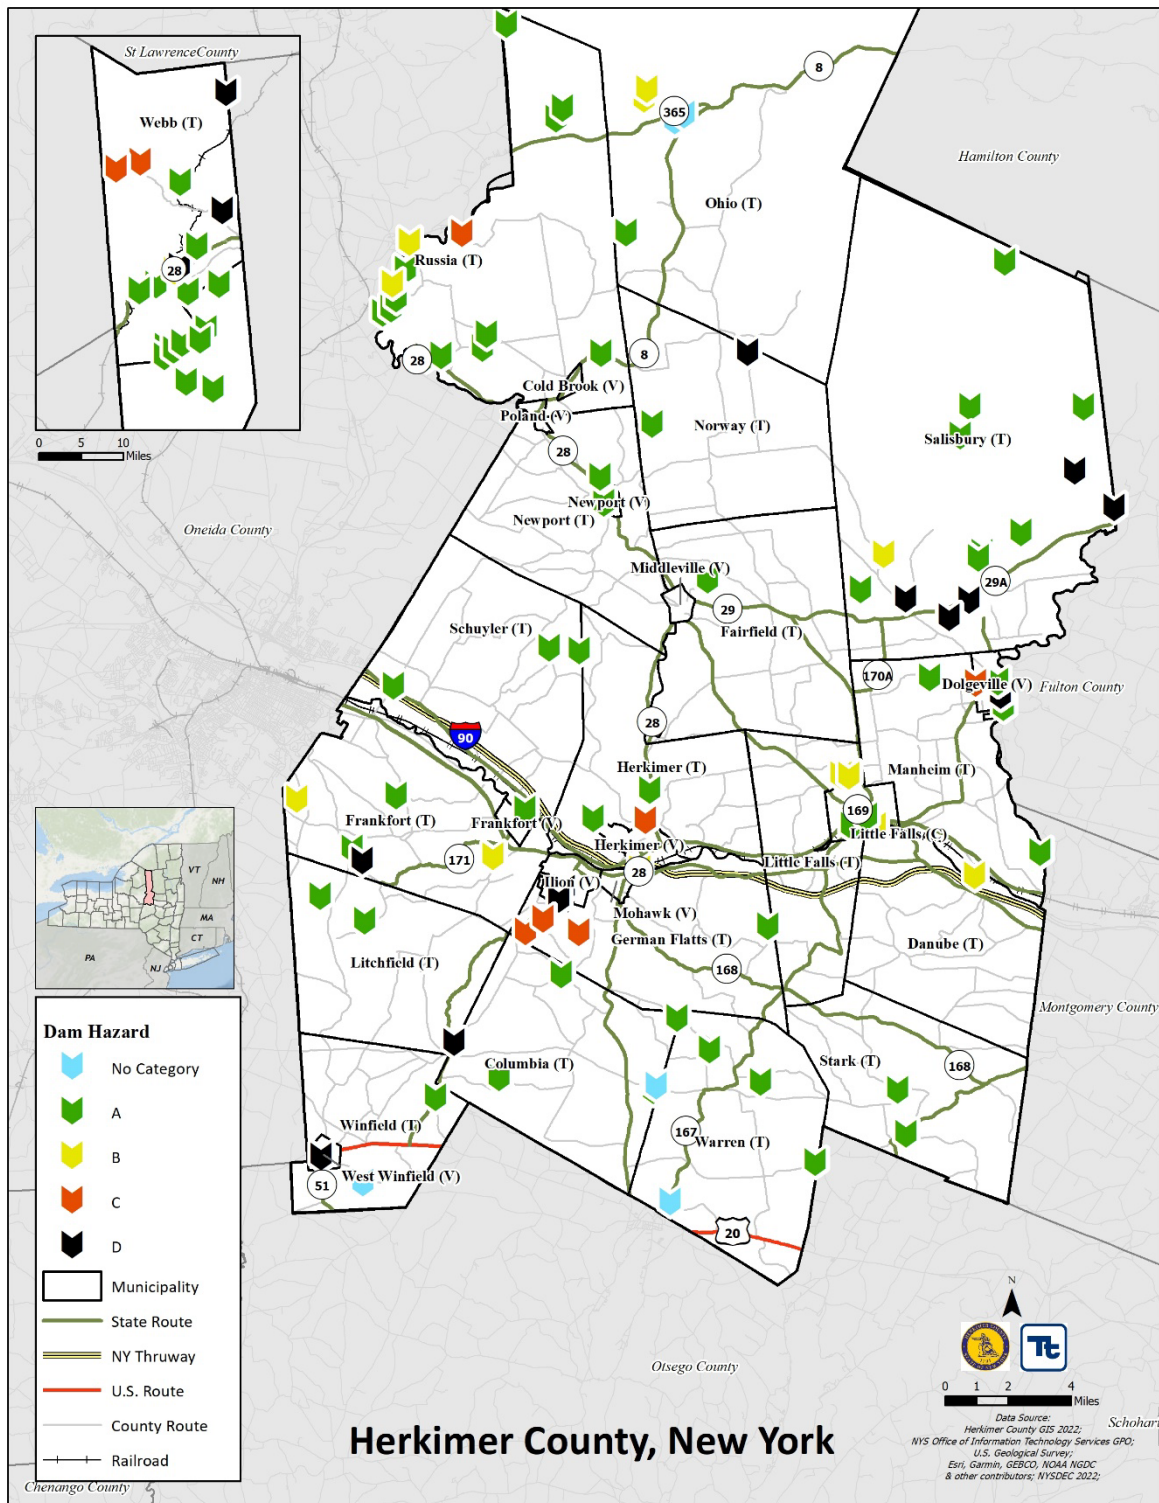 St LawrenceCounty
Webb (T)
28
0 5 10
Miles
8
365
Hamilton County
Ohio (T)
Russia (T)
28
8
Cold Brook (V)
Poland (V)
Norway (T)
Salisbury (T)
28
Newport (V)
Newport (T)
Oneida County
Middleville (V)
29A
29
Schuyler (T)
Fairfield (T)
170A
Dolgeville (V)
Fulton County
28
90
Herkimer (T)
Manheim (T)
169
Frankfort (T)
Frankfort (V)
Little Falls (C)
Herkimer (V)
171
Little Falls (T)
28
Ilion (V)
Mohawk (V)
German Flatts (T)
Danube (T)
Litchfield (T)
168
Montgomery County
Columbia (T)
Stark (T)
168
Winfield (T)
167
Warren (T)
West Winfield (V)
51
20
VT
NH
MA
CT
PA
NJ
Dam Hazard
No Category
A
B
C
D
Municipality
State Route
NY Thruway
U.S. Route
County Route
Railroad
Chenango County
Otsego County
N
Tt
0 1 2 4
Miles
Data Source:
Herkimer County GIS 2022;
NYS Office of Information Technology Services GPO;
U.S. Geological Survey;
Esri, Garmin, GEBCO, NOAA NGDC
& other contributors; NYSDEC 2022;
Schohar
Herkimer County, New York